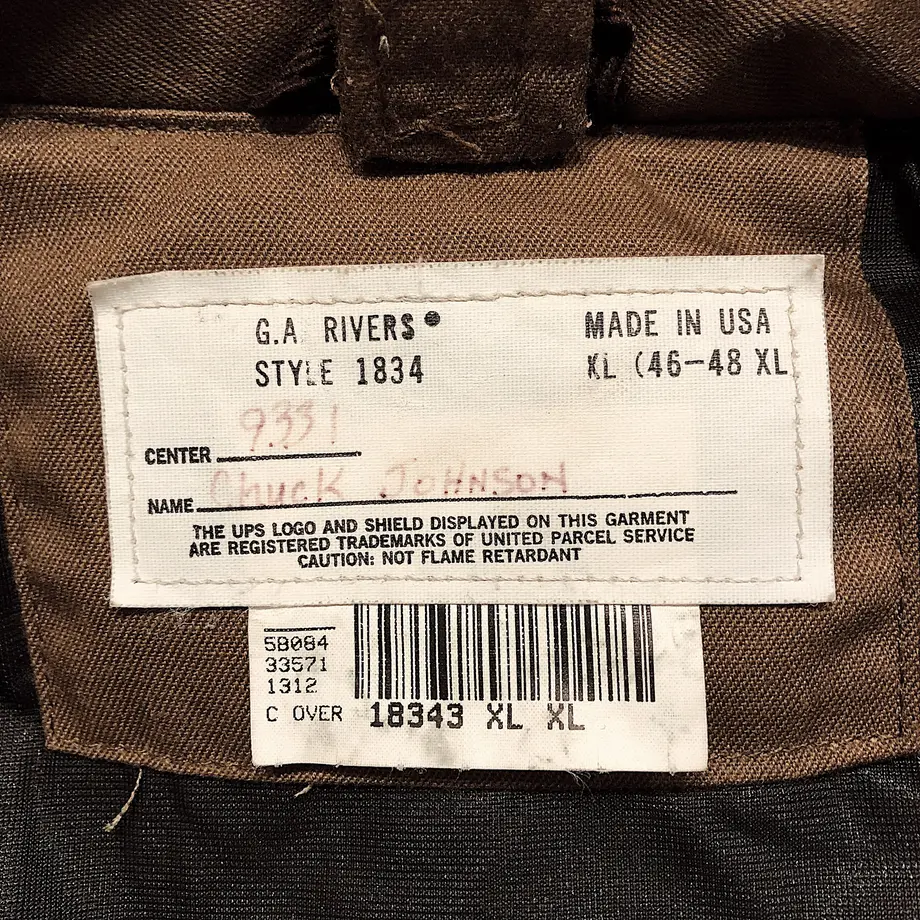 G.A. RIVERS®
MADE IN USA
STYLE 1834
XL (46-48 XL
CENTER 9331
NAME Chuck JOHNSON
THE UPS LOGO AND SHIELD DISPLAYED ON THIS GARMENT
ARE REGISTERED TRADEMARKS OF UNITED PARCEL SERVICE
CAUTION: NOT FLAME RETARDANT
5B084
33571
1312
C OVER
18343 XL XL